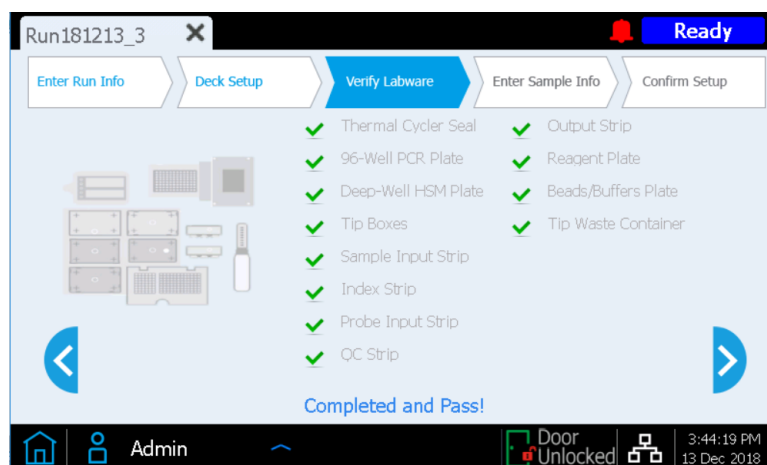 Run181213_3
Ready
Enter Run Info
Deck Setup
Verify Labware
Enter Sample Info
Confirm Setup
Thermal Cycler Seal
96-Well PCR Plate
Deep-Well HSM Plate
Tip Boxes
Sample Input Strip
Index Strip
Probe Input Strip
QC Strip
Output Strip
Reagent Plate
Beads/Buffers Plate
Tip Waste Container
Completed and Pass!
Admin
Door
Unlocked
3:44:19 PM
13 Dec 2018